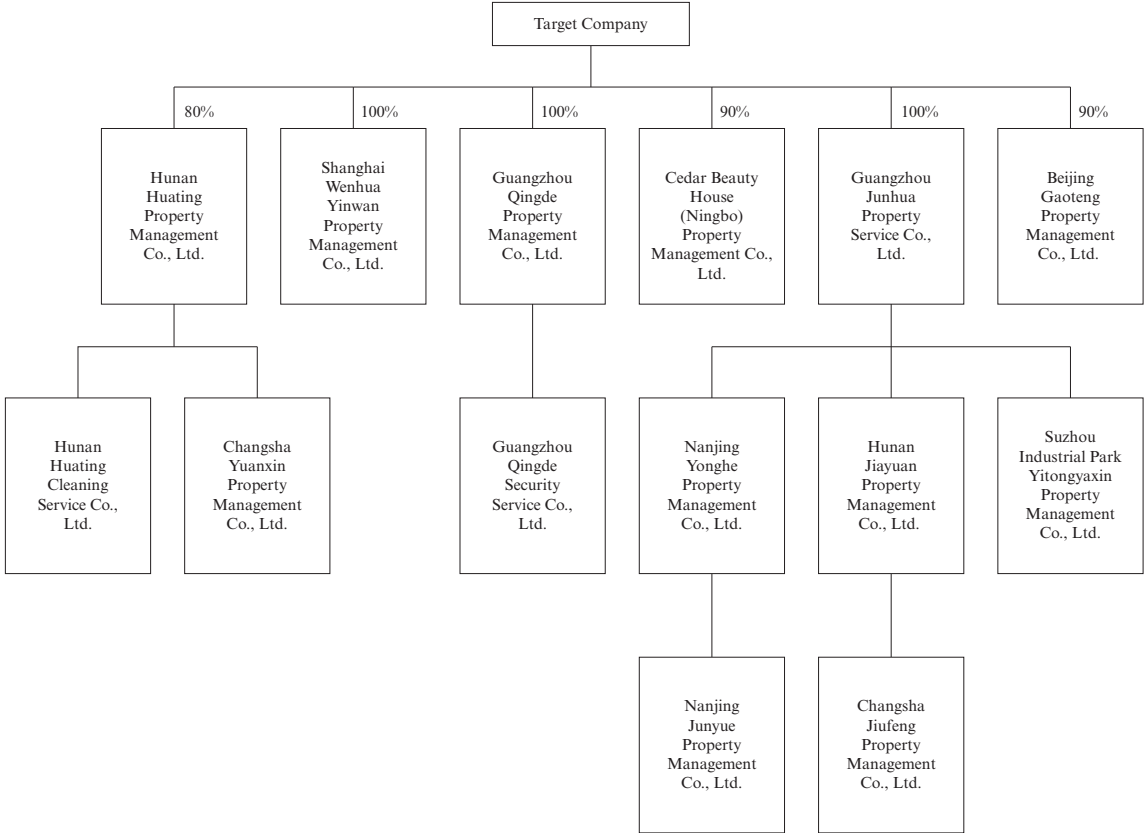 Target Company
80%
100%
100%
90%
100%
90%
Hunan
Huating
Property
Management
Co., Ltd.
Shanghai
Wenhua
Yinwan
Property
Management
Co., Ltd.
Guangzhou
Qingde
Property
Management
Co., Ltd.
Cedar Beauty
House
(Ningbo)
Property
Management Co.,
Ltd.
Guangzhou
Junhua
Property
Service Co.,
Ltd.
Beijing
Gaoteng
Property
Management
Co., Ltd.
Hunan
Huating
Cleaning
Service Co.,
Ltd.
Changsha
Yuanxin
Property
Management
Co., Ltd.
Guangzhou
Qingde
Security
Service Co.,
Ltd.
Nanjing
Yonghe
Property
Management
Co., Ltd.
Hunan
Jiayuan
Property
Management
Co., Ltd.
Suzhou
Industrial Park
Yitongyaxin
Property
Management
Co., Ltd.
Nanjing
Junyue
Property
Management
Co., Ltd.
Changsha
Jiufeng
Property
Management
Co., Ltd.